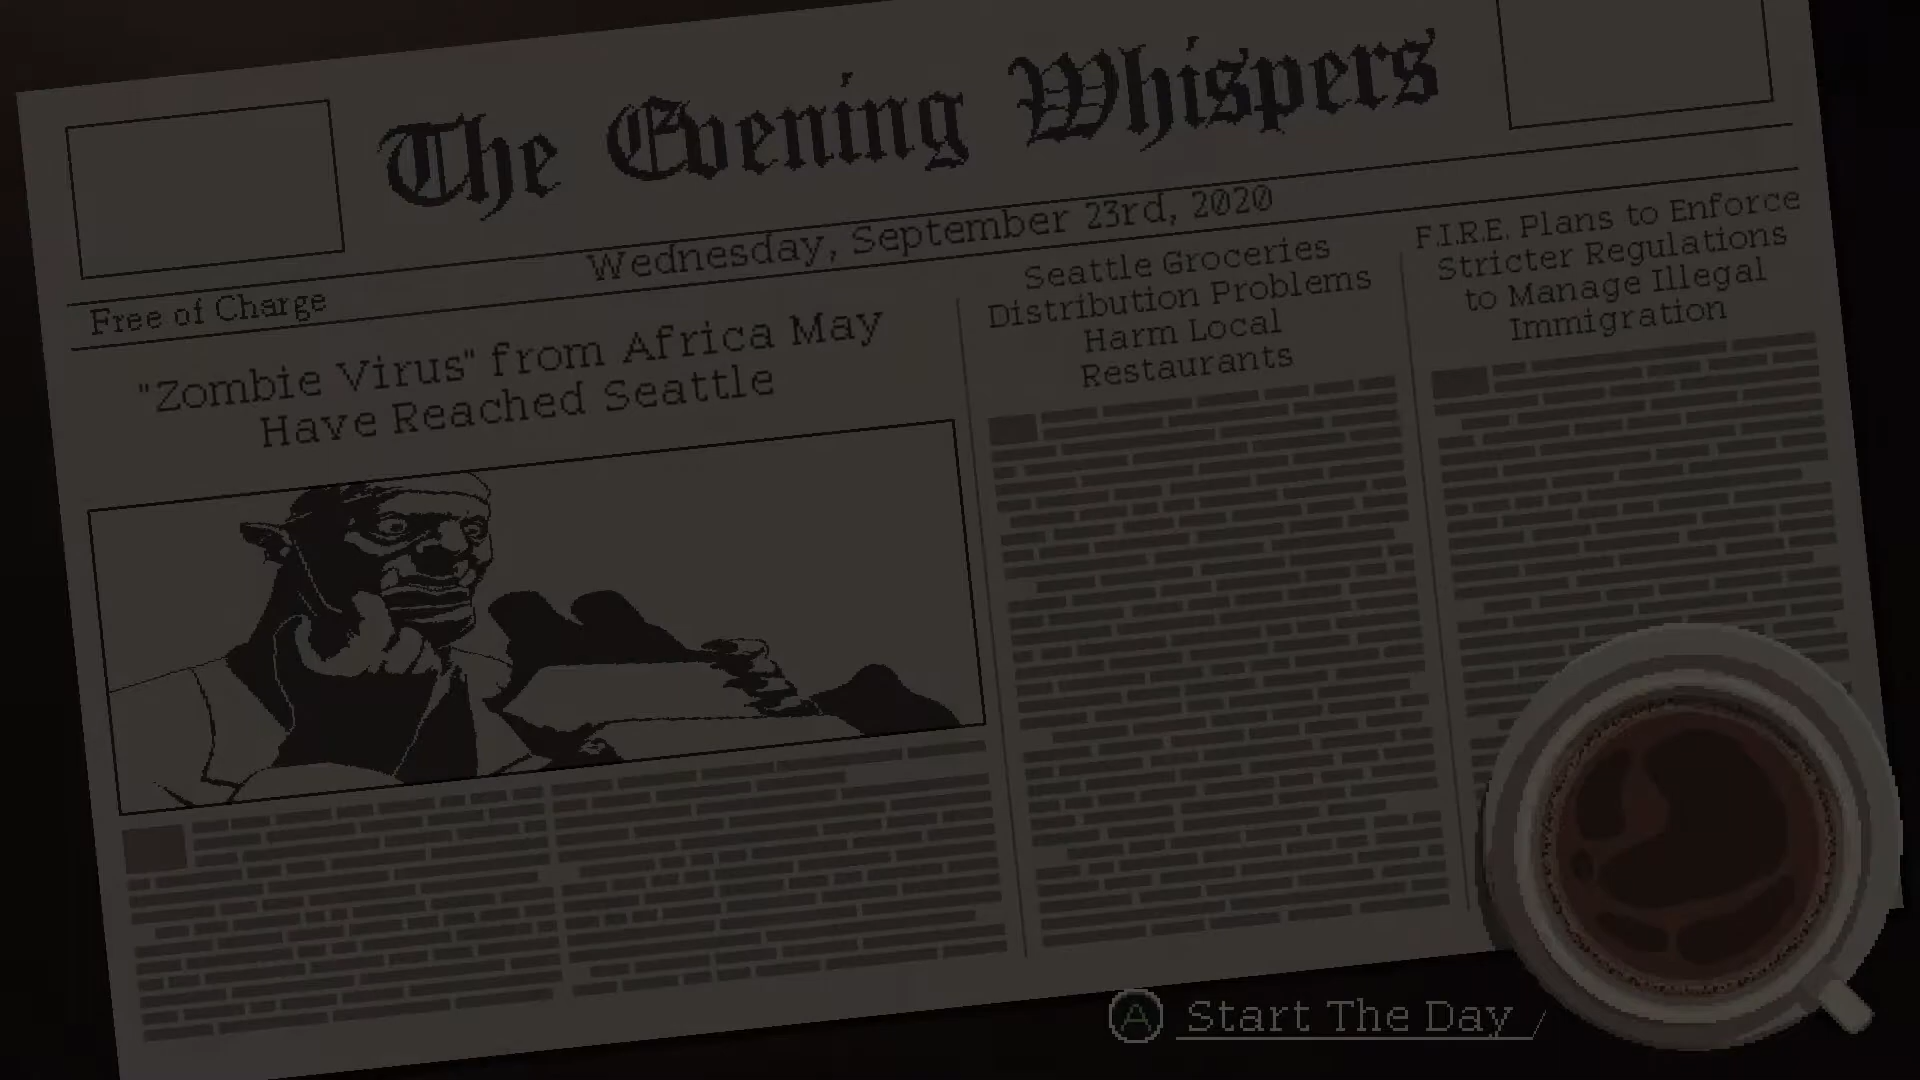 The Evening Whispers
Wednesday, September 23rd, 2020
Free of Charge
"Zombie Virus" from Africa May
Have Reached Seattle
Seattle Groceries
Distribution Problems
Harm Local
Restaurants
F.I.R.E. Plans to Enforce
Stricter Regulations
to Manage Illegal
Immigration
A Start The Day